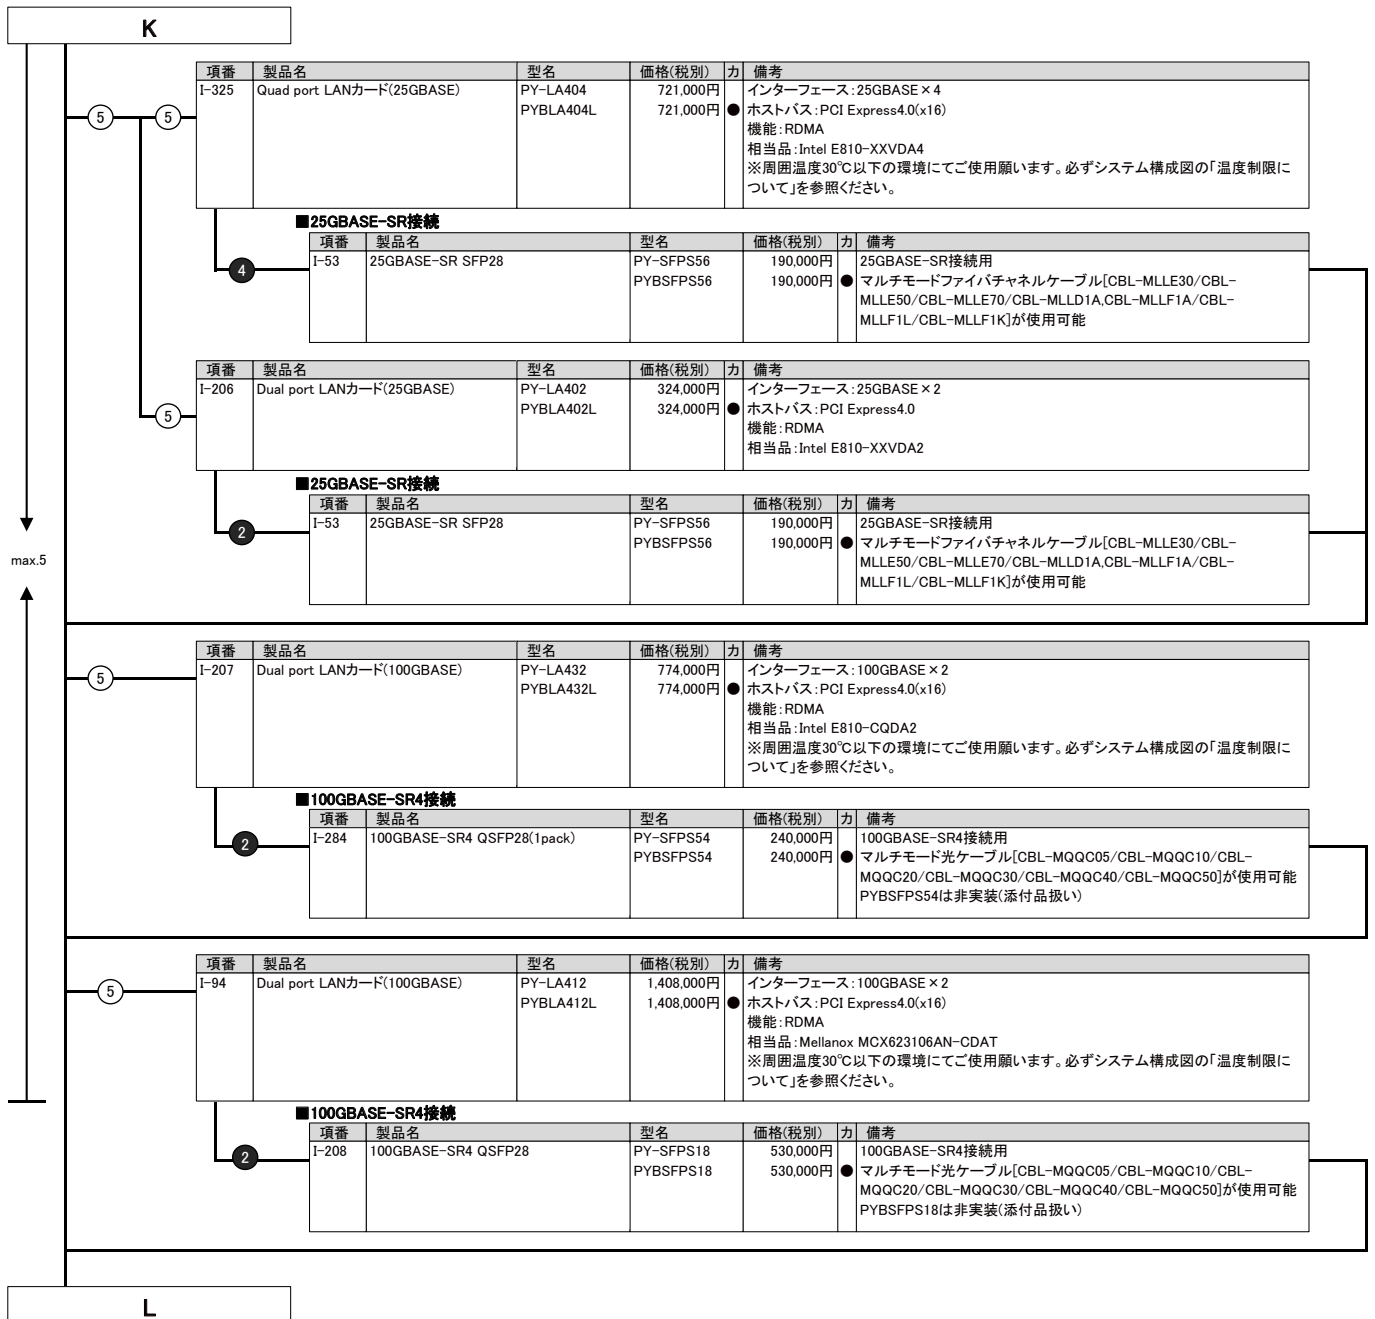 K
項番 製品名 型名 価格(税別) カ 備考
I-325 Quad port LANカード(25GBASE) PY-LA404 721,000円 インターフェース:25GBASE×4
PYBLA404L 721,000円 ● ホストバス:PCI Express4.0(x16)
機能:RDMA
相当品:Intel E810-XXVDA4
※周囲温度30℃以下の環境にてご使用願います。必ずシステム構成図の「温度制限に
ついて」を参照ください。
5 5
■25GBASE-SR接続
項番 製品名 型名 価格(税別) カ 備考
I-53 25GBASE-SR SFP28 PY-SFPS56 190,000円 25GBASE-SR接続用
4 PYBSFPS56 190,000円 ● マルチモードファイバチャネルケーブル[CBL-MLLE30/CBL-
MLLE50/CBL-MLLE70/CBL-MLLD1A,CBL-MLLF1A/CBL-
MLLF1L/CBL-MLLF1K]が使用可能
項番 製品名 型名 価格(税別) カ 備考
I-206 Dual port LANカード(25GBASE) PY-LA402 324,000円 インターフェース:25GBASE×2
5 PYBLA402L 324,000円 ● ホストバス:PCI Express4.0
機能:RDMA
相当品:Intel E810-XXVDA2
■25GBASE-SR接続
項番 製品名 型名 価格(税別) カ 備考
I-53 25GBASE-SR SFP28 PY-SFPS56 190,000円 25GBASE-SR接続用
2 PYBSFPS56 190,000円 ● マルチモードファイバチャネルケーブル[CBL-MLLE30/CBL-
MLLE50/CBL-MLLE70/CBL-MLLD1A,CBL-MLLF1A/CBL-
MLLF1L/CBL-MLLF1K]が使用可能
max.5
項番 製品名 型名 価格(税別) カ 備考
5 I-207 Dual port LANカード(100GBASE) PY-LA432 774,000円 インターフェース:100GBASE×2
PYBLA432L 774,000円 ● ホストバス:PCI Express4.0(x16)
機能:RDMA
相当品:Intel E810-CQDA2
※周囲温度30℃以下の環境にてご使用願います。必ずシステム構成図の「温度制限に
ついて」を参照ください。
■100GBASE-SR4接続
項番 製品名 型名 価格(税別) カ 備考
2 I-284 100GBASE-SR4 QSFP28(1pack) PY-SFPS54 240,000円 100GBASE-SR4接続用
PYBSFPS54 240,000円 ● マルチモード光ケーブル[CBL-MQQC05/CBL-MQQC10/CBL-
MQQC20/CBL-MQQC30/CBL-MQQC40/CBL-MQQC50]が使用可能
PYBSFPS54は非実装(添付品扱い)
項番 製品名 型名 価格(税別) カ 備考
5 I-94 Dual port LANカード(100GBASE) PY-LA412 1,408,000円 インターフェース:100GBASE×2
PYBLA412L 1,408,000円 ● ホストバス:PCI Express4.0(x16)
機能:RDMA
相当品:Mellanox MCX623106AN-CDAT
※周囲温度30℃以下の環境にてご使用願います。必ずシステム構成図の「温度制限に
ついて」を参照ください。
■100GBASE-SR4接続
項番 製品名 型名 価格(税別) カ 備考
2 I-208 100GBASE-SR4 QSFP28 PY-SFPS18 530,000円 100GBASE-SR4接続用
PYBSFPS18 530,000円 ● マルチモード光ケーブル[CBL-MQQC05/CBL-MQQC10/CBL-
MQQC20/CBL-MQQC30/CBL-MQQC40/CBL-MQQC50]が使用可能
PYBSFPS18は非実装(添付品扱い)
L